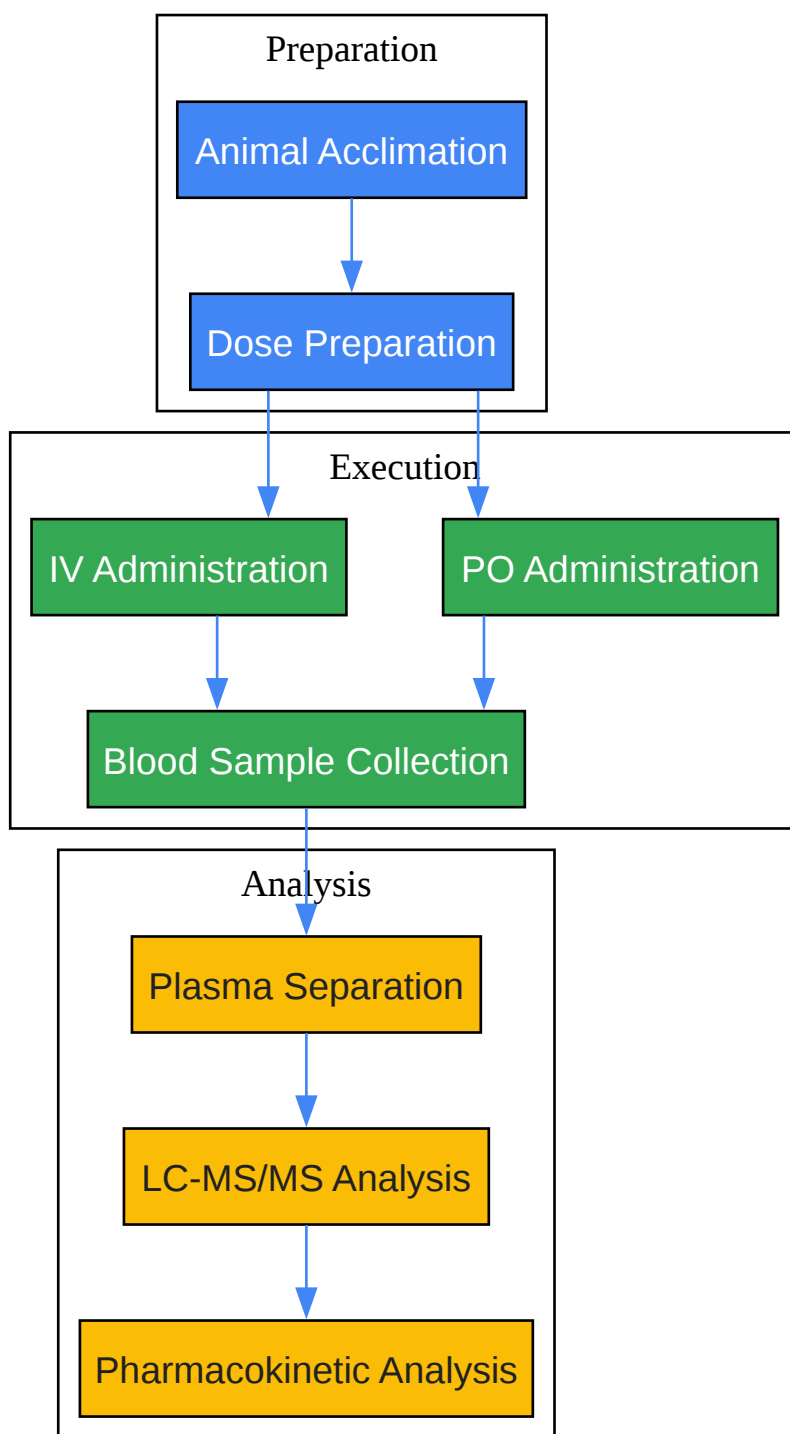 Preparation
Animal Acclimation
Dose Preparation
Execution
IV Administration
PO Administration
Blood Sample Collection
Analysis
Plasma Separation
LC-MS/MS Analysis
Pharmacokinetic Analysis